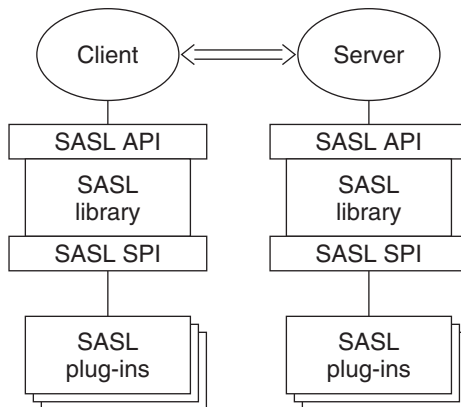 Client
Server
SASL API
SASL API
SASL
library
SASL
library
SASL SPI
SASL SPI
SASL
plug-ins
SASL
plug-ins